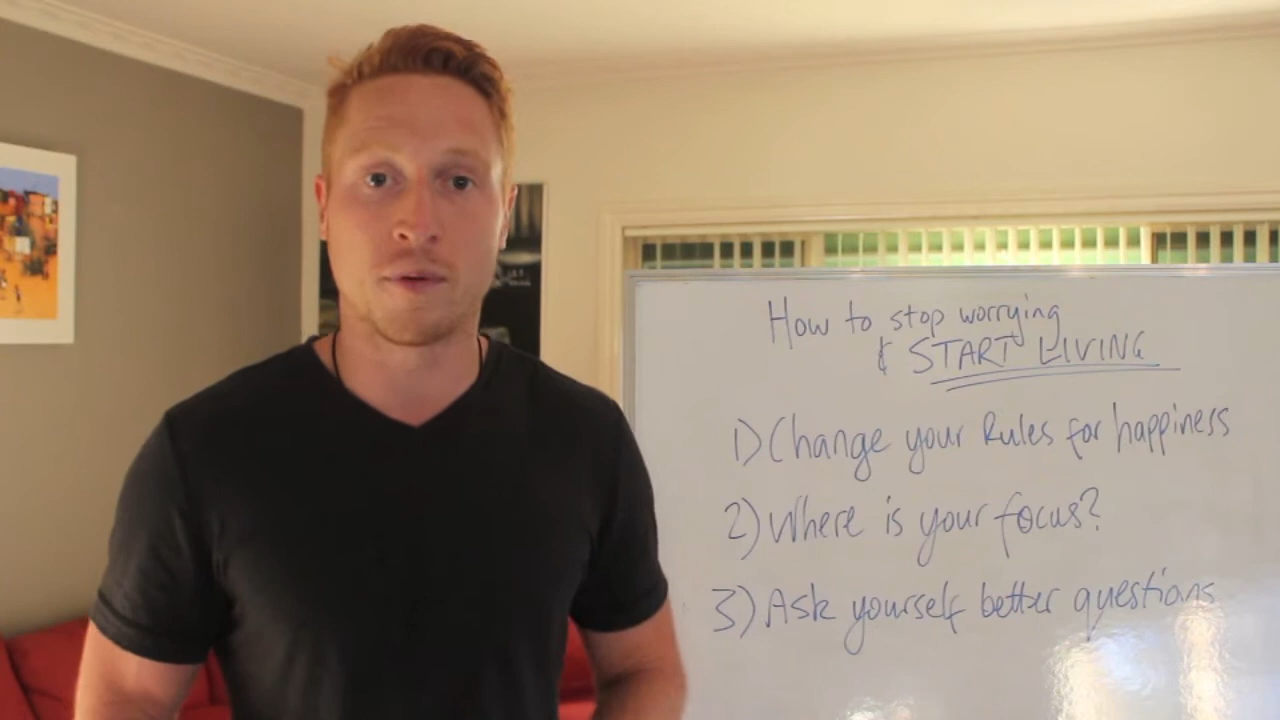 How to stop worrying
& START LIVING
1) Change your Rules for happiness
2) Where is your focus?
3) Ask yourself better questions